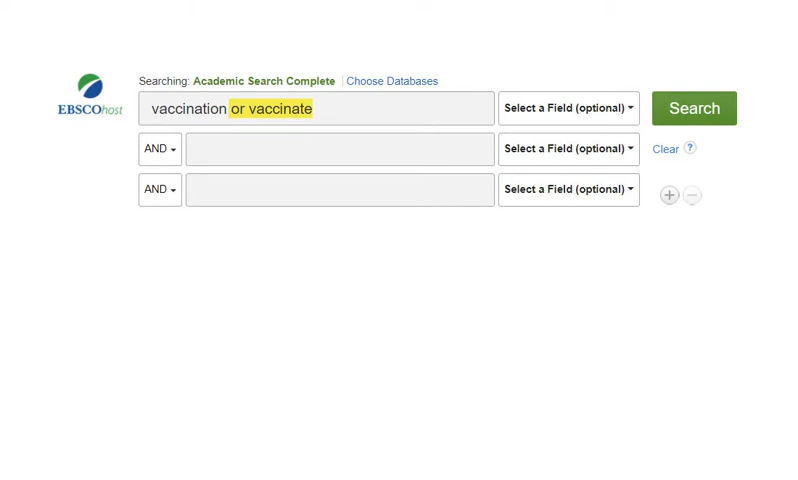 Searching: Academic Search Complete Choose Databases
EBSCOhost
vaccination or vaccinate Select a Field (optional) Search
AND Select a Field (optional) Clear ?
AND Select a Field (optional) + −